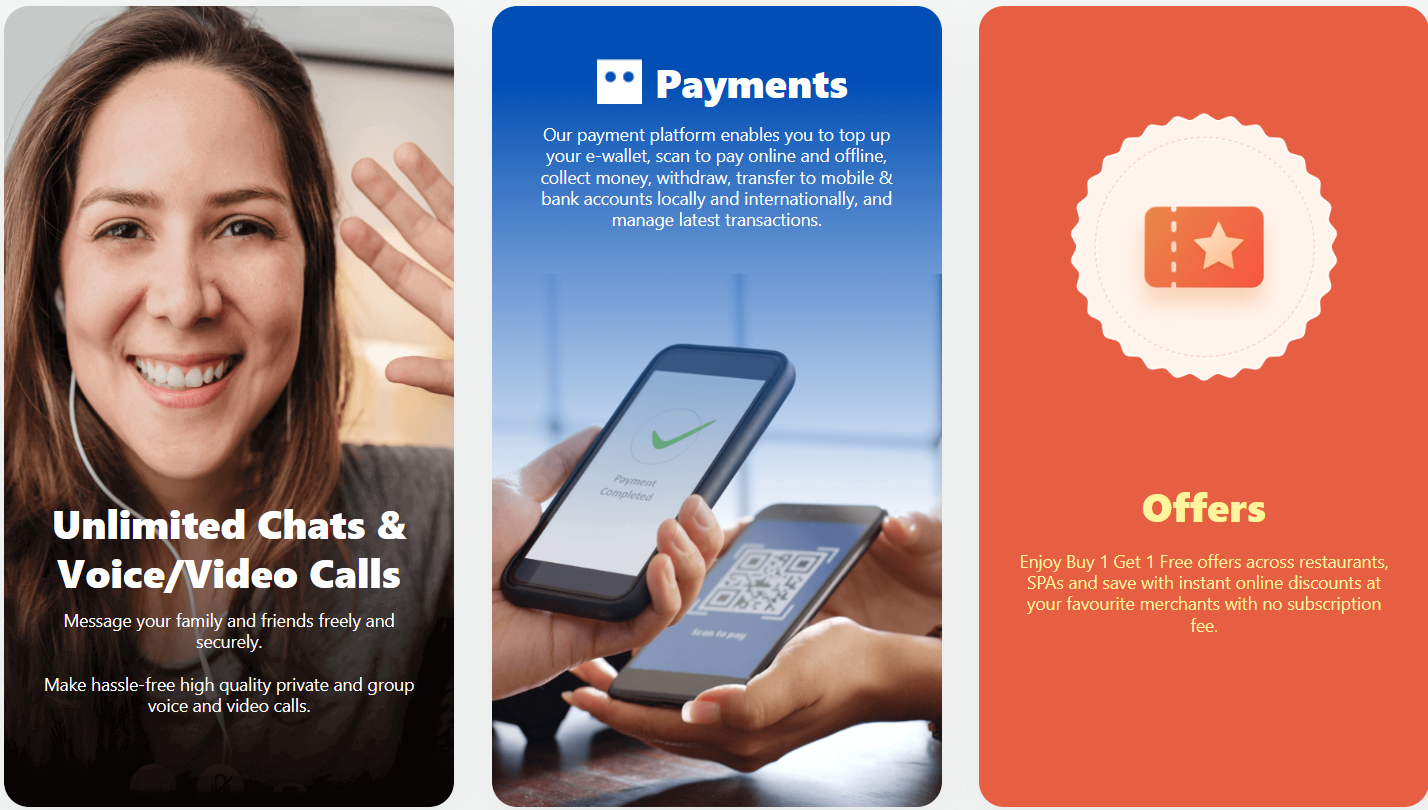 Unlimited Chats &
Voice/Video Calls
Message your family and friends freely and
securely.
Make hassle-free high quality private and group
voice and video calls.
Payments
Our payment platform enables you to top up
your e-wallet, scan to pay online and offline,
collect money, withdraw, transfer to mobile &
bank accounts locally and internationally, and
manage latest transactions.
Payment
Completed
Scan to pay
Offers
Enjoy Buy 1 Get 1 Free offers across restaurants,
SPAs and save with instant online discounts at
your favourite merchants with no subscription
fee.